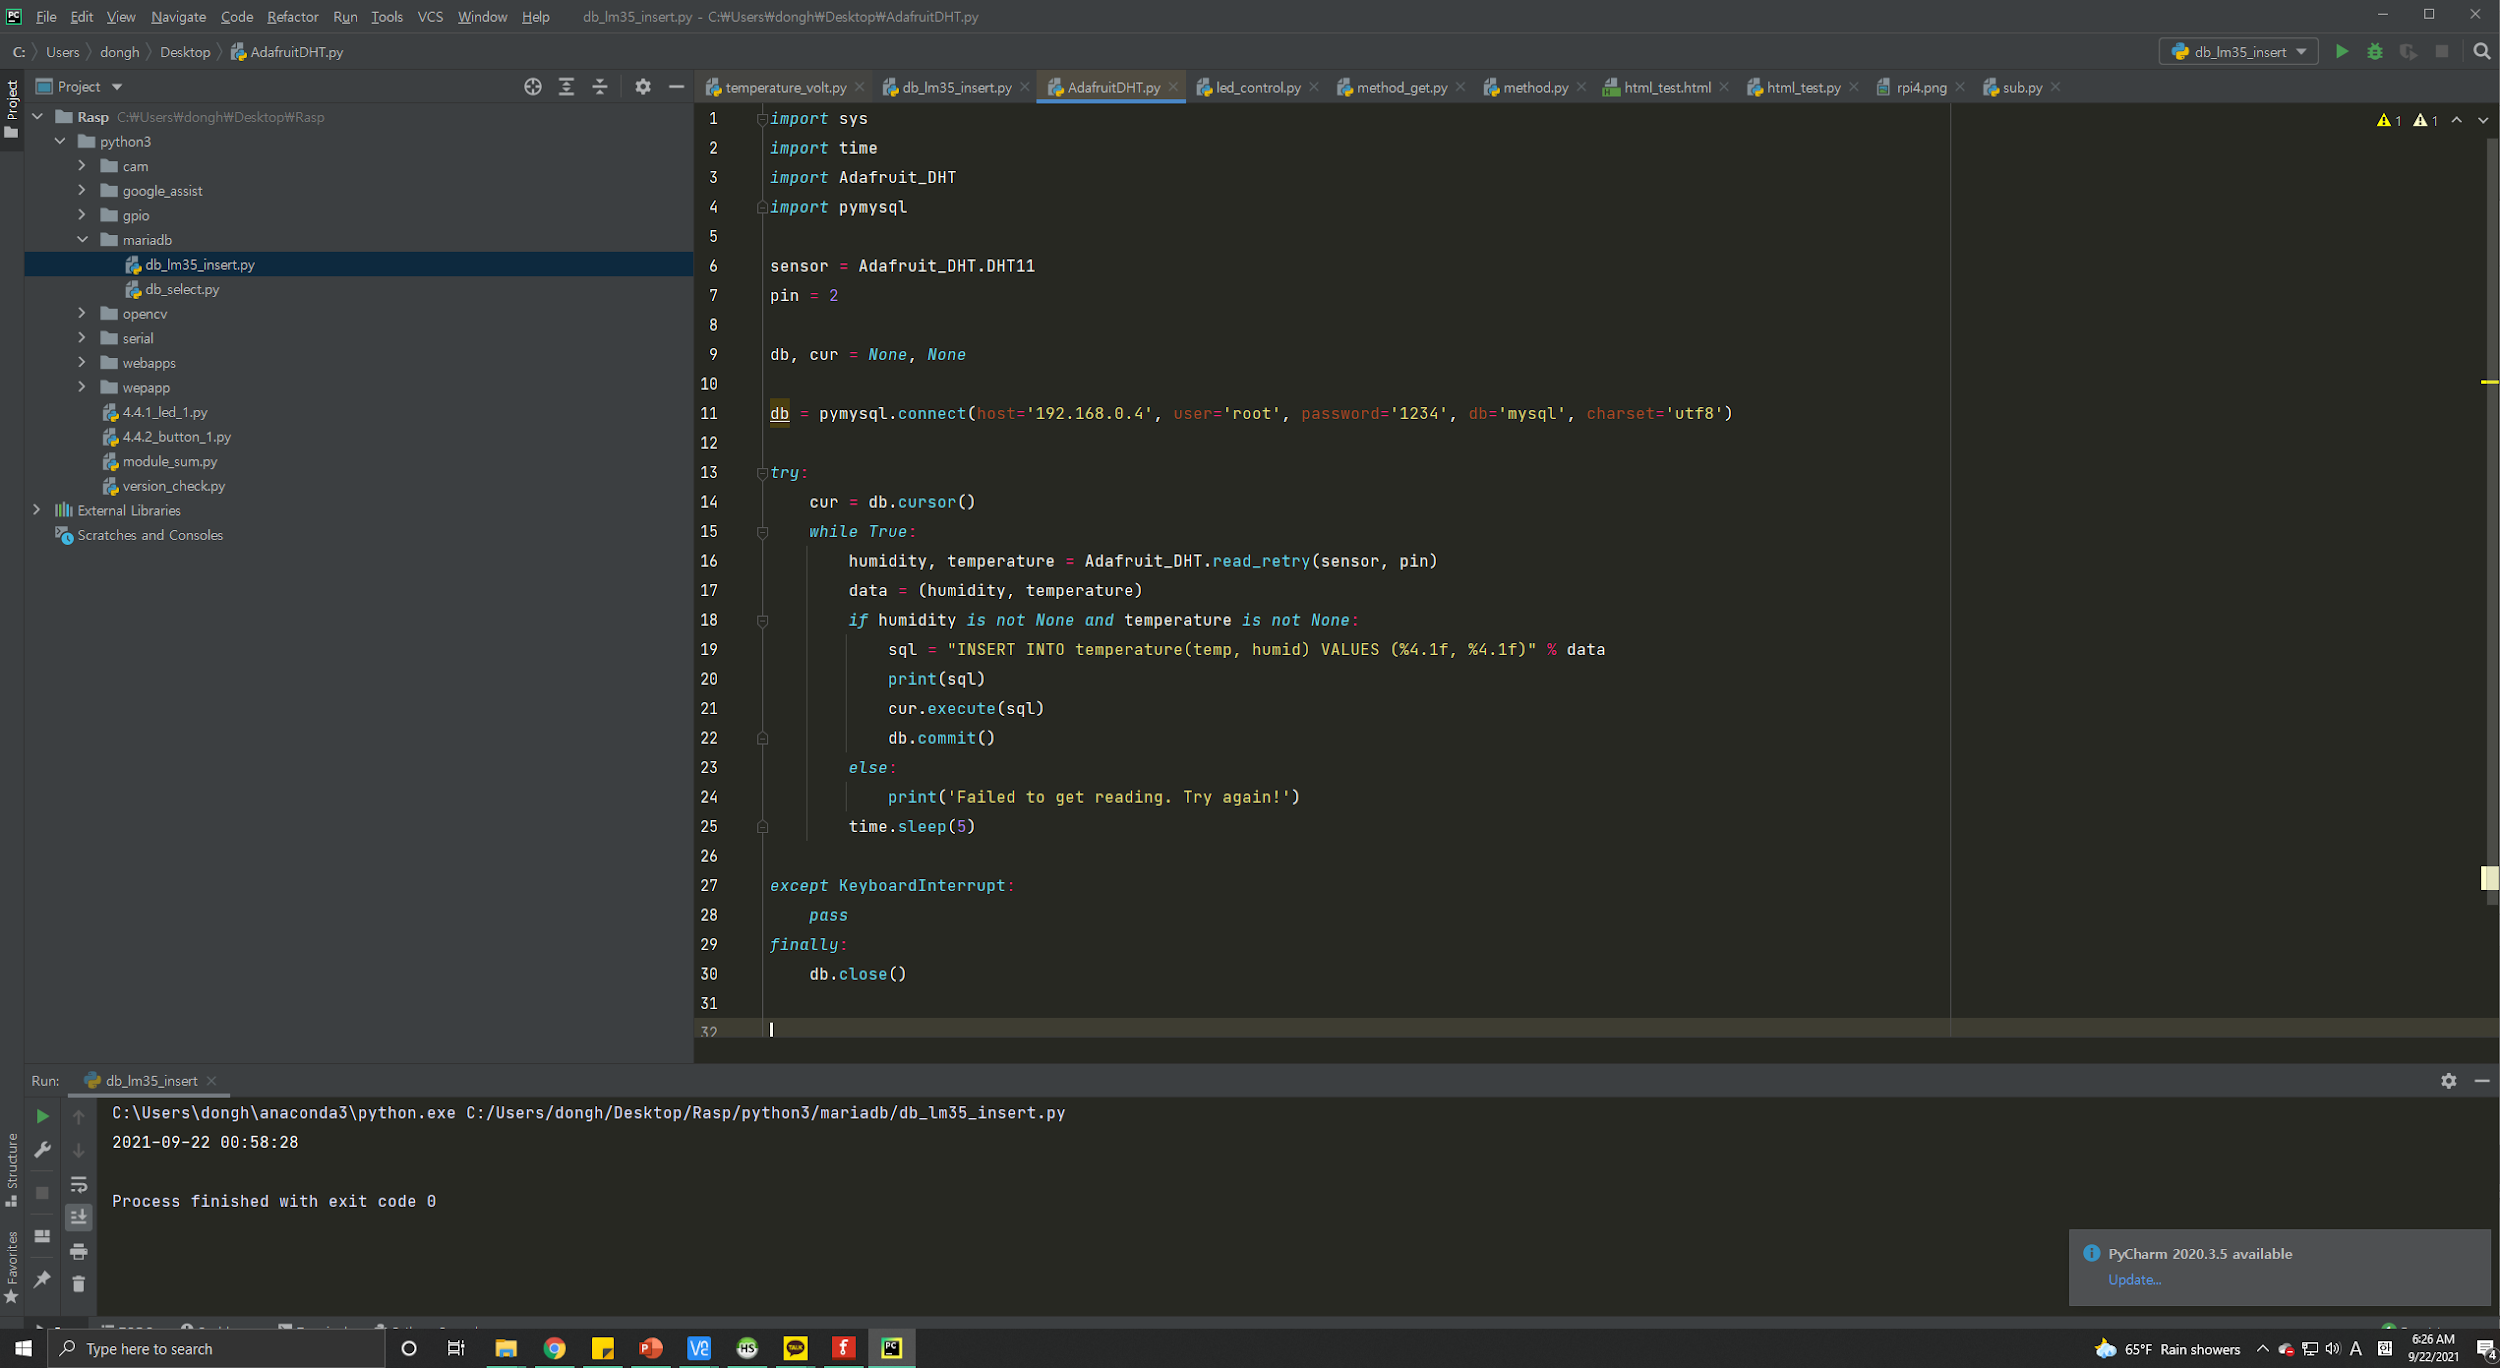 PC File Edit View Navigate Code Refactor Run Tools VCS Window Help db_lm35_insert.py - C:₩Users₩dongh₩Desktop₩AdafruitDHT.py
C: Users dongh Desktop AdafruitDHT.py db_lm35_insert
Project
Project temperature_volt.py db_lm35_insert.py AdafruitDHT.py led_control.py method_get.py method.py html_test.html html_test.py rpi4.png sub.py
Rasp C:₩Users₩dongh₩Desktop₩Rasp
python3
cam
google_assist
gpio
mariadb
db_lm35_insert.py
db_select.py
opencv
serial
webapps
wepapp
4.4.1_led_1.py
4.4.2_button_1.py
module_sum.py
version_check.py
External Libraries
Scratches and Consoles
1 1
1 import sys
2 import time
3 import Adafruit_DHT
4 import pymysql
5
6 sensor = Adafruit_DHT.DHT11
7 pin = 2
8
9 db, cur = None, None
10
11 db = pymysql.connect(host='192.168.0.4', user='root', password='1234', db='mysql', charset='utf8')
12
13 try:
14 cur = db.cursor()
15 while True:
16 humidity, temperature = Adafruit_DHT.read_retry(sensor, pin)
17 data = (humidity, temperature)
18 if humidity is not None and temperature is not None:
19 sql = "INSERT INTO temperature(temp, humid) VALUES (%4.1f, %4.1f)" % data
20 print(sql)
21 cur.execute(sql)
22 db.commit()
23 else:
24 print('Failed to get reading. Try again!')
25 time.sleep(5)
26
27 except KeyboardInterrupt:
28 pass
29 finally:
30 db.close()
31
32
Run: db_lm35_insert
C:\Users\dongh\anaconda3\python.exe C:/Users/dongh/Desktop/Rasp/python3/mariadb/db_lm35_insert.py
2021-09-22 00:58:28
Process finished with exit code 0
Structure
Favorites
PyCharm 2020.3.5 available
Update...
Type here to search
HS
TALK
PC
65°F Rain showers
A
6:26 AM
9/22/2021
4